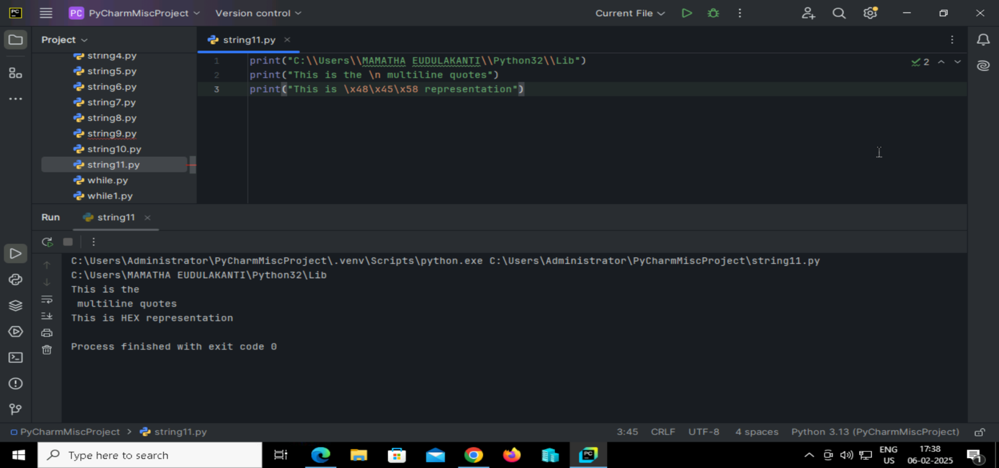 PC PC PyCharmMiscProject Version control Current File
Project string11.py
string4.py
string5.py
string6.py
string7.py
string8.py
string9.py
string10.py
string11.py
while.py
while1.py
1 print("C:\\Users\\MAMATHA EUDULAKANTI\\Python32\\Lib")
2 print("This is the \n multiline quotes")
3 print("This is \x48\x45\x58 representation")
2
Run string11
C:\Users\Administrator\PyCharmMiscProject\.venv\Scripts\python.exe C:\Users\Administrator\PyCharmMiscProject\string11.py
C:\Users\MAMATHA EUDULAKANTI\Python32\Lib
This is the
 multiline quotes
This is HEX representation
Process finished with exit code 0
PyCharmMiscProject > string11.py 3:45 CRLF UTF-8 4 spaces Python 3.13 (PyCharmMiscProject)
Type here to search PC ENG 17:38
US 06-02-2025 1